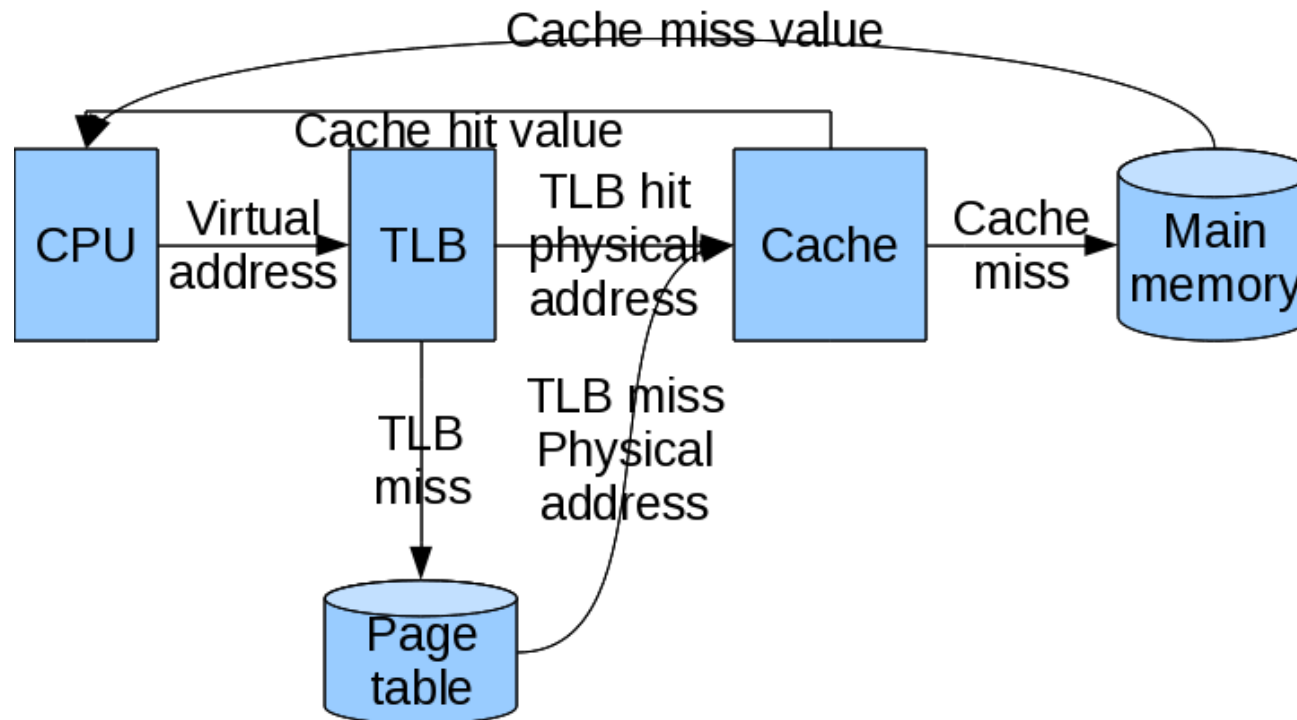 Cache miss value
Cache hit value
CPU
Virtual
address
TLB
TLB hit
physical
address
Cache
Cache
miss
Main
memory
TLB
miss
TLB miss
Physical
address
Page
table